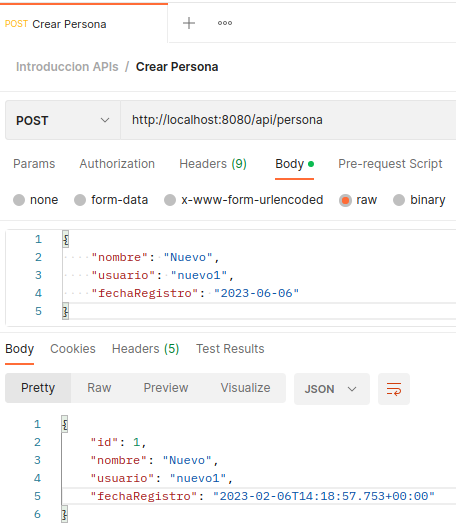 POST Crear Persona
Introduccion APIs / Crear Persona
POST http://localhost:8080/api/persona
Params Authorization Headers (9) Body Pre-request Script
none form-data x-www-form-urlencoded raw binary
1 {
2 "nombre": "Nuevo",
3 "usuario": "nuevo1",
4 "fechaRegistro": "2023-06-06"
5 }
Body Cookies Headers (5) Test Results
Pretty Raw Preview Visualize JSON
1 {
2 "id": 1,
3 "nombre": "Nuevo",
4 "usuario": "nuevo1",
5 "fechaRegistro": "2023-02-06T14:18:57.753+00:00"
6 }